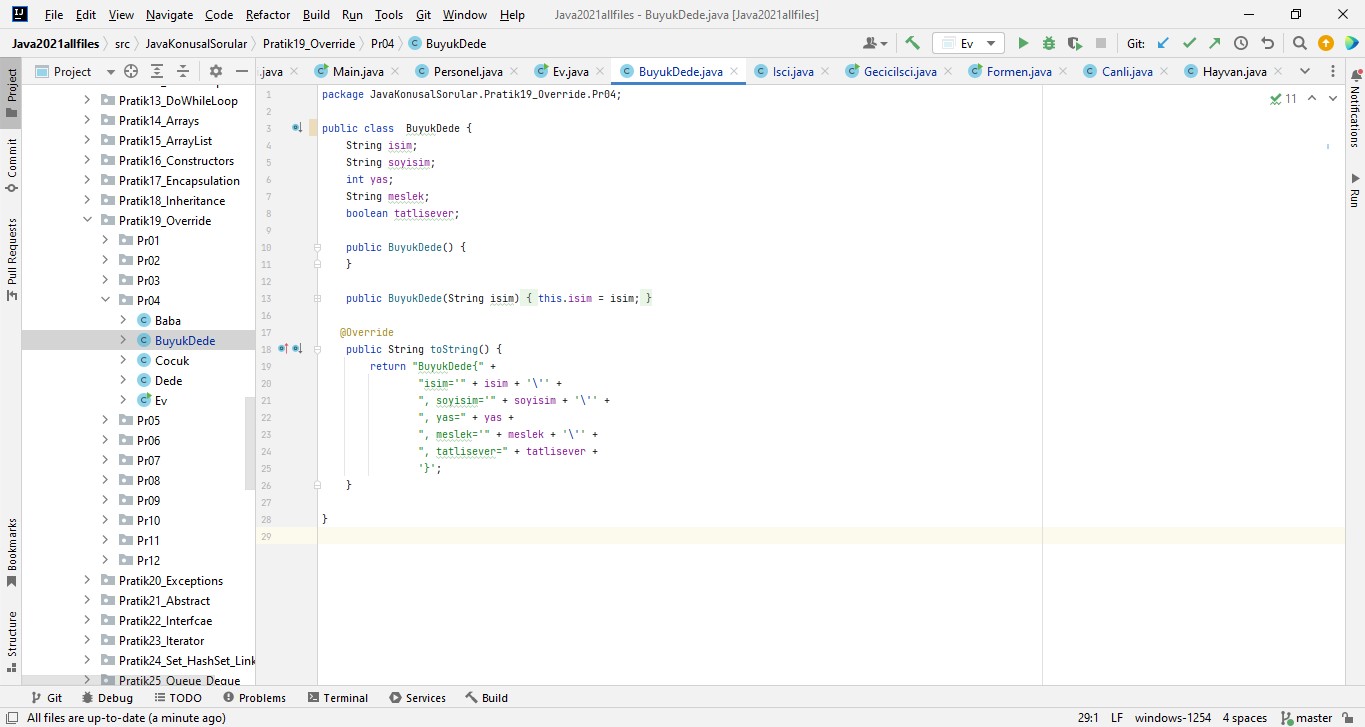 File Edit View Navigate Code Refactor Build Run Tools Git Window Help Java2021allfiles - BuyukDede.java [Java2021allfiles]
Java2021allfiles src JavaKonusalSorular Pratik19_Override Pr04 BuyukDede Ev Git:
Project .java Main.java Personel.java Ev.java BuyukDede.java Isci.java GeciciIsci.java Formen.java Canli.java Hayvan.java
Project
Commit
Pull Requests
Bookmarks
Structure
Pratik13_DoWhileLoop
Pratik14_Arrays
Pratik15_ArrayList
Pratik16_Constructors
Pratik17_Encapsulation
Pratik18_Inheritance
Pratik19_Override
Pr01
Pr02
Pr03
Pr04
Baba
BuyukDede
Cocuk
Dede
Ev
Pr05
Pr06
Pr07
Pr08
Pr09
Pr10
Pr11
Pr12
Pratik20_Exceptions
Pratik21_Abstract
Pratik22_Interfcae
Pratik23_Iterator
Pratik24_Set_HashSet_Link
Pratik25_Queue_Deque
1 package JavaKonusalSorular.Pratik19_Override.Pr04;
2
3 public class  BuyukDede {
4 String isim;
5 String soyisim;
6 int yas;
7 String meslek;
8 boolean tatlisever;
9
10 public BuyukDede() {
11 }
12
13 public BuyukDede(String isim) { this.isim = isim; }
16
17 @Override
18 public String toString() {
19 return "BuyukDede{" +
20 "isim='" + isim + '\'' +
21 ", soyisim='" + soyisim + '\'' +
22 ", yas=" + yas +
23 ", meslek='" + meslek + '\'' +
24 ", tatlisever=" + tatlisever +
25 '}';
26 }
27
28 }
29
11
Notifications
Run
Git Debug TODO Problems Terminal Services Build
All files are up-to-date (a minute ago) 29:1 LF windows-1254 4 spaces master